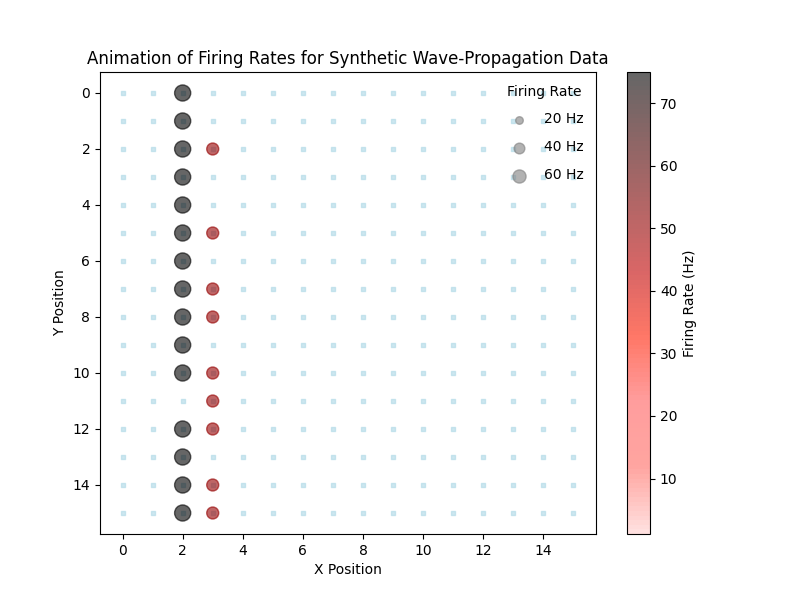 Animation of Firing Rates for Synthetic Wave-Propagation Data
Y Position
0
2
4
6
8
10
12
14
0 2 4 6 8 10 12 14
X Position
Firing Rate
20 Hz
40 Hz
60 Hz
70
60
50
40
30
20
10
Firing Rate (Hz)